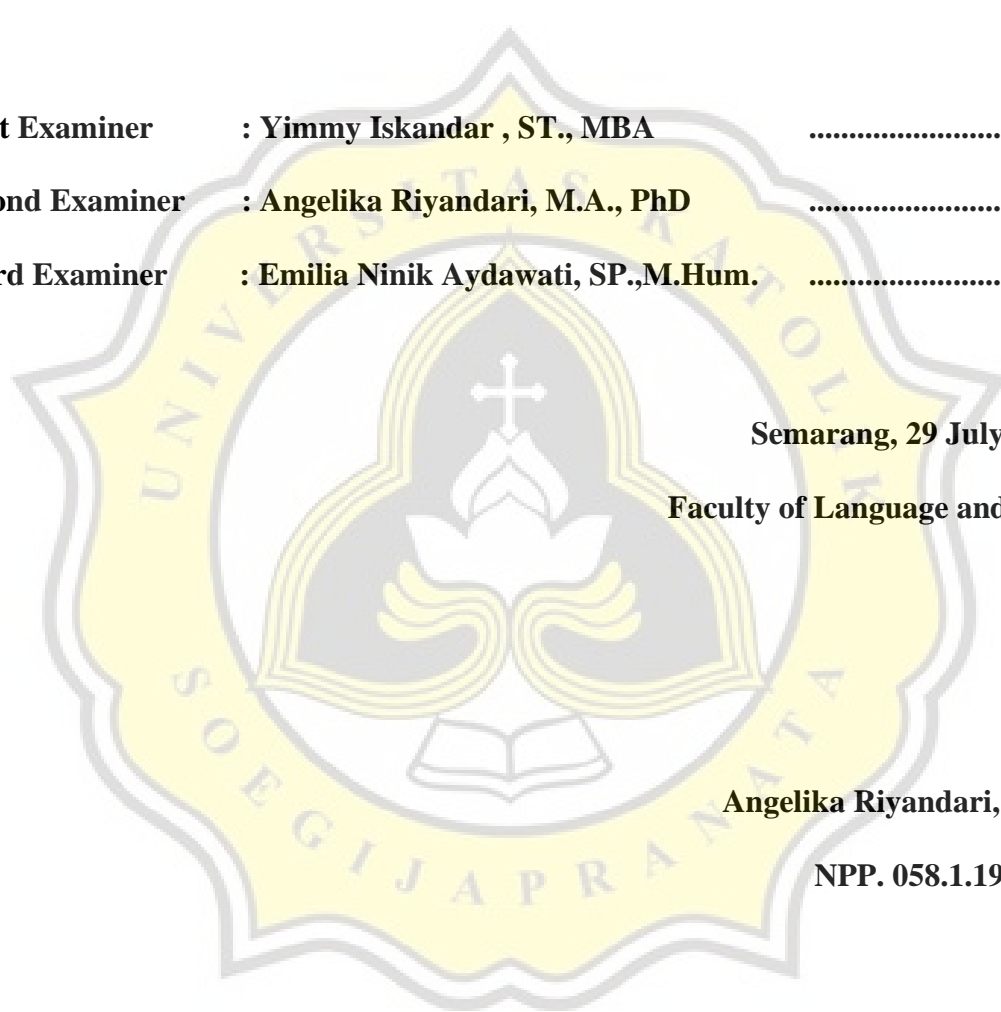 t Examiner : Yimmy Iskandar , ST., MBA ........................
ond Examiner : Angelika Riyandari, M.A., PhD ........................
rd Examiner : Emilia Ninik Aydawati, SP.,M.Hum. ........................
Semarang, 29 July
Faculty of Language and
Angelika Riyandari,
NPP. 058.1.19
UNIVERSITAS KATOLIK
SOEGIJAPRANATA